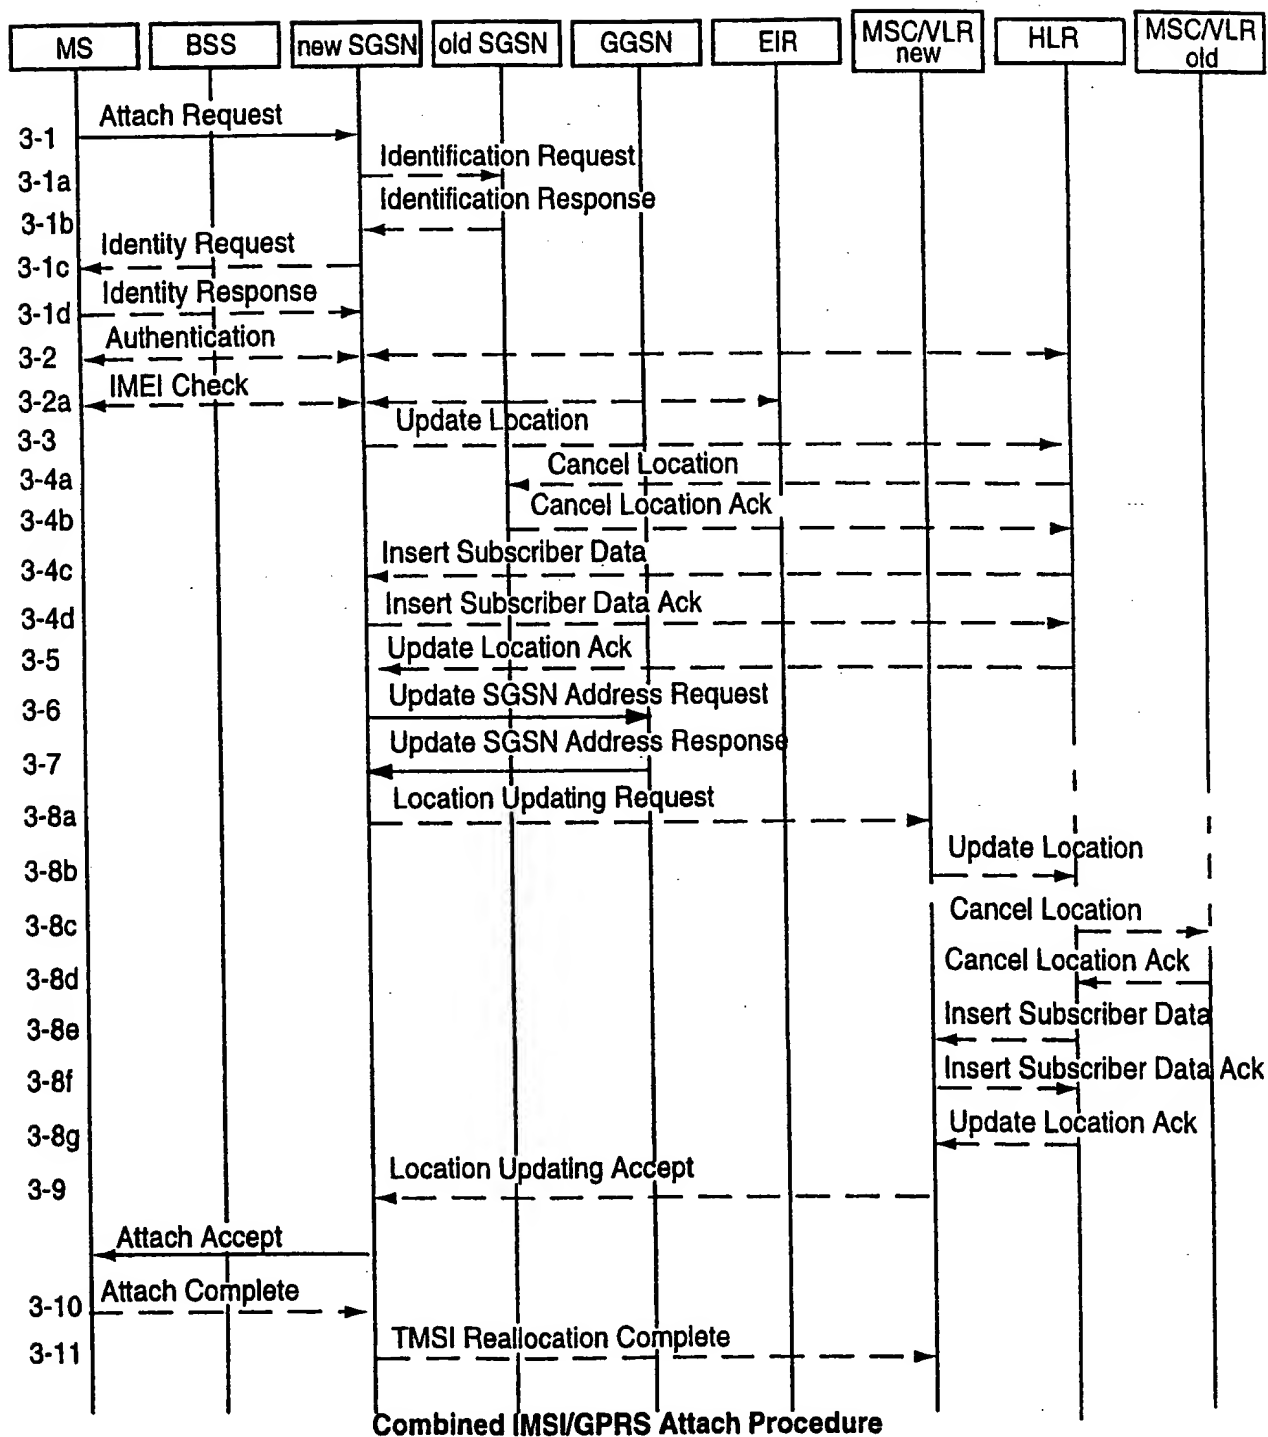 MS
BSS
new SGSN
old SGSN
GGSN
EIR
MSC/VLR
new
HLR
MSC/VLR
old
Attach Request
3-1
Identification Request
3-1a
Identification Response
3-1b
Identity Request
3-1c
Identity Response
3-1d
Authentication
3-2
IMEI Check
3-2a
Update Location
3-3
Cancel Location
3-4a
Cancel Location Ack
3-4b
Insert Subscriber Data
3-4c
Insert Subscriber Data Ack
3-4d
Update Location Ack
3-5
Update SGSN Address Request
3-6
Update SGSN Address Response
3-7
Location Updating Request
3-8a
Update Location
3-8b
Cancel Location
3-8c
Cancel Location Ack
3-8d
Insert Subscriber Data
3-8e
Insert Subscriber Data Ack
3-8f
Update Location Ack
3-8g
Location Updating Accept
3-9
Attach Accept
Attach Complete
3-10
TMSI Reallocation Complete
3-11
Combined IMSI/GPRS Attach Procedure